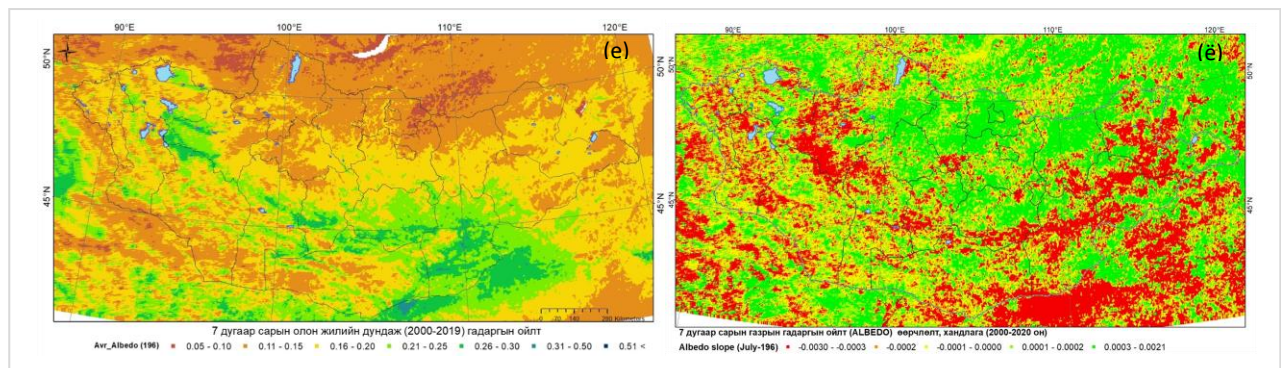 90°E 100°E 110°E 120°E
(е)
50°N 50°N
45°N 45°N
7 дугаар сарын олон жилийн дундаж (2000-2019) гадаргын ойлт
Avr_Albedo (196) 0.05 - 0.10 0.11 - 0.15 0.16 - 0.20 0.21 - 0.25 0.26 - 0.30 0.31 - 0.50 0.51 <
90°E 100°E 110°E 120°E
(ё)
50°N 50°N
45°N 45°N
7 дугаар сарын газрын гадаргын ойлт (ALBEDO) өөрчлөлт, хандлага (2000-2020 он)
Albedo slope (July-196) -0.0030 - -0.0003 -0.0002 -0.0001 - 0.0000 0.0001 - 0.0002 0.0003 - 0.0021